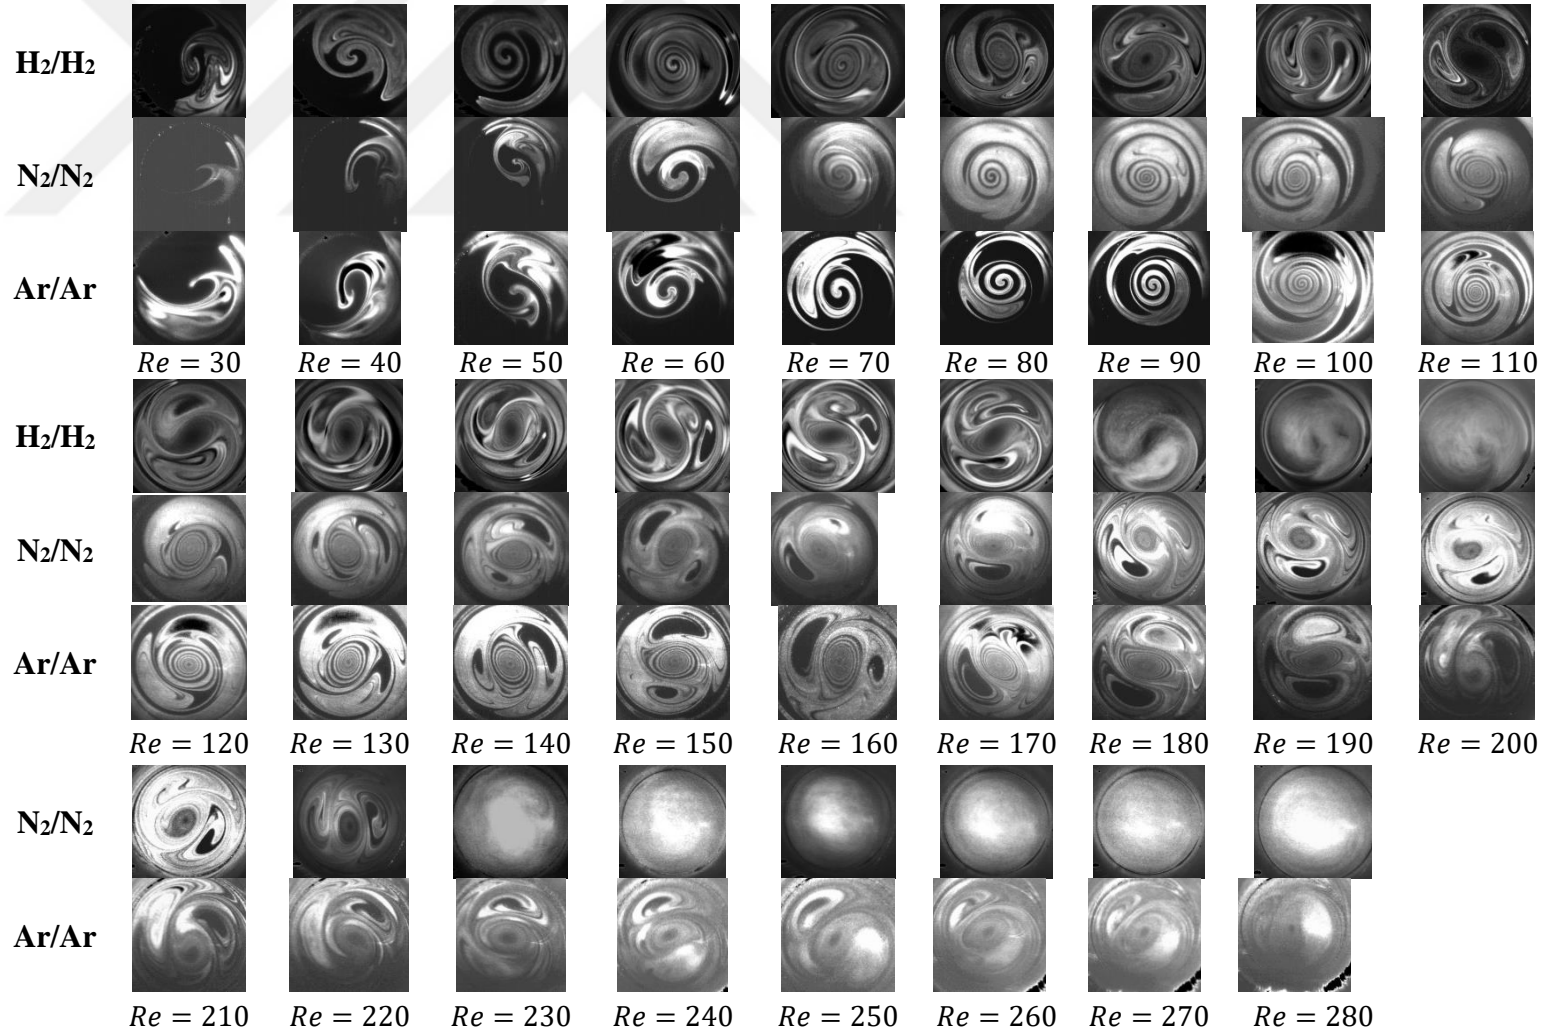 H₂/H₂
N₂/N₂
Ar/Ar
Re = 30 Re = 40 Re = 50 Re = 60 Re = 70 Re = 80 Re = 90 Re = 100 Re = 110
H₂/H₂
N₂/N₂
Ar/Ar
Re = 120 Re = 130 Re = 140 Re = 150 Re = 160 Re = 170 Re = 180 Re = 190 Re = 200
N₂/N₂
Ar/Ar
Re = 210 Re = 220 Re = 230 Re = 240 Re = 250 Re = 260 Re = 270 Re = 280